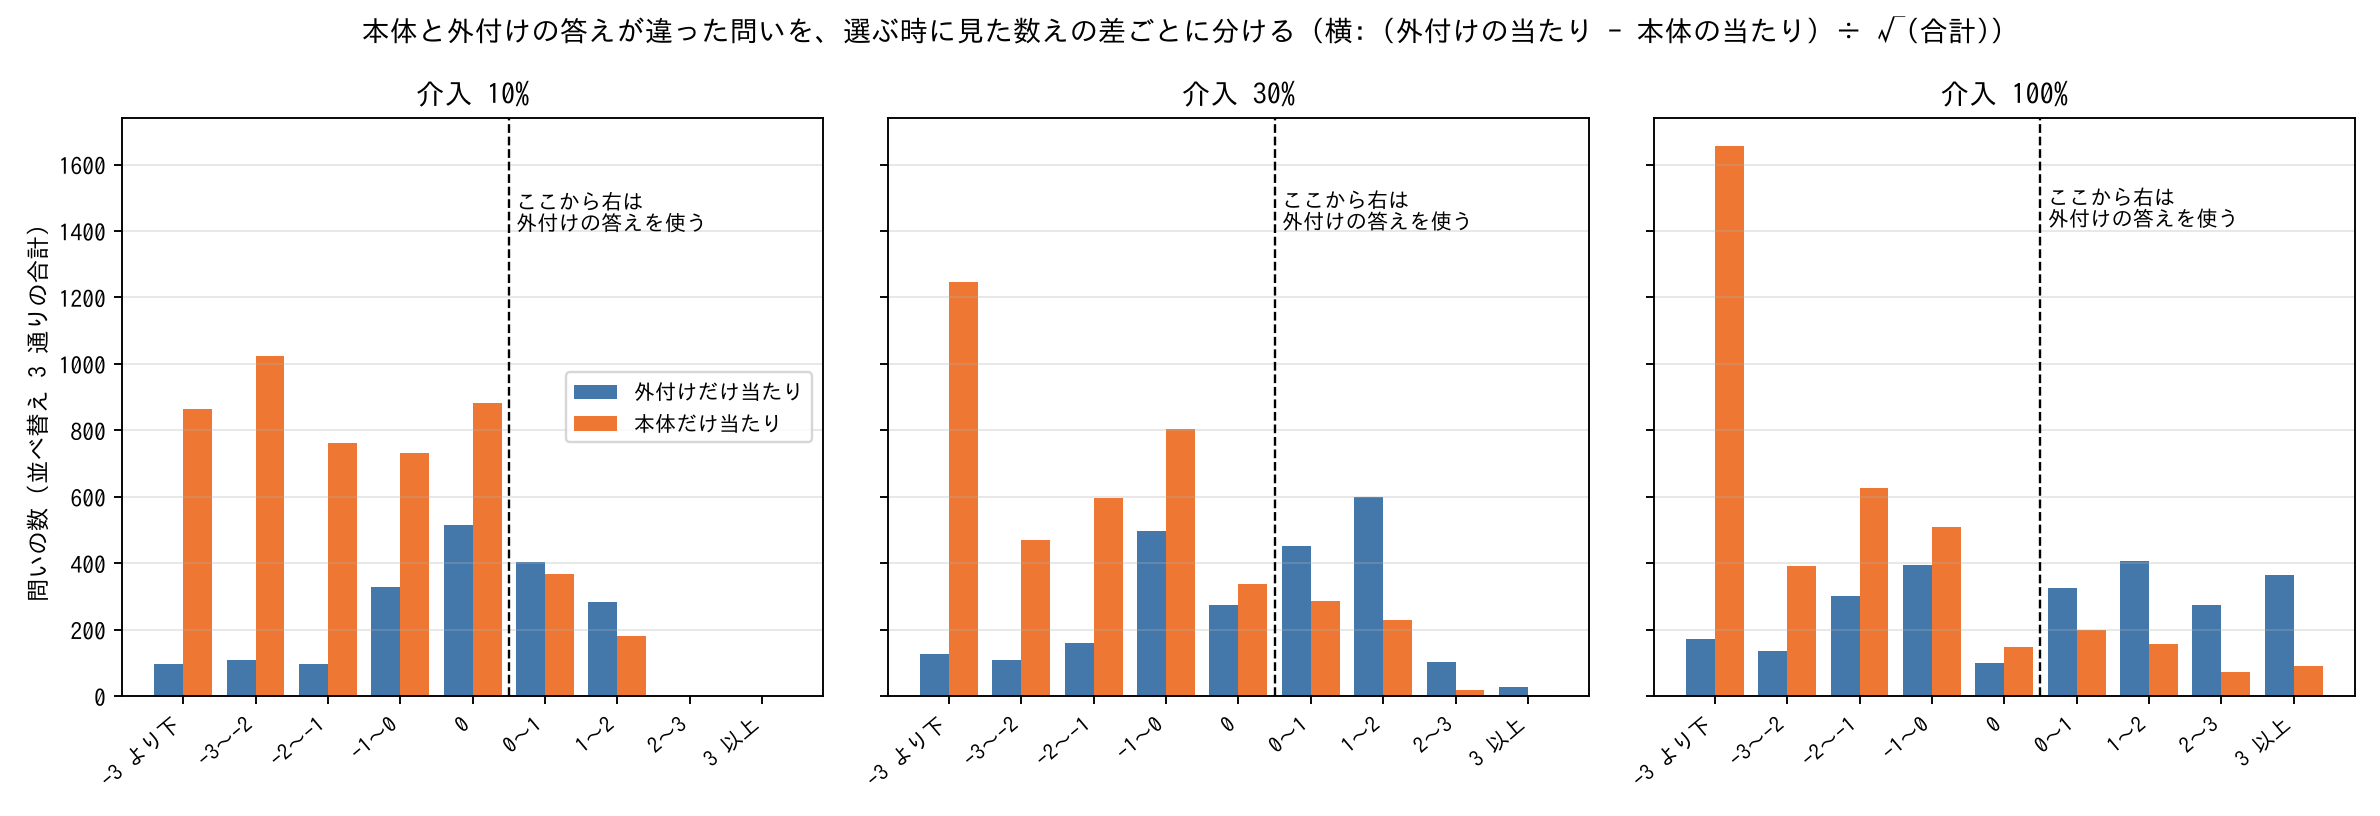 本体と外付けの答えが違った問いを、選ぶ時に見た数えの差ごとに分ける（横:（外付けの当たり - 本体の当たり）÷ √(合計)）
介入 10%
介入 30%
介入 100%
問いの数（並べ替え 3 通りの合計）
1600
1400
1200
1000
800
600
400
200
0
ここから右は
外付けの答えを使う
外付けだけ当たり
本体だけ当たり
-3 より下
-3〜-2
-2〜-1
-1〜0
0
0〜1
1〜2
2〜3
3 以上
ここから右は
外付けの答えを使う
-3 より下
-3〜-2
-2〜-1
-1〜0
0
0〜1
1〜2
2〜3
3 以上
ここから右は
外付けの答えを使う
-3 より下
-3〜-2
-2〜-1
-1〜0
0
0〜1
1〜2
2〜3
3 以上